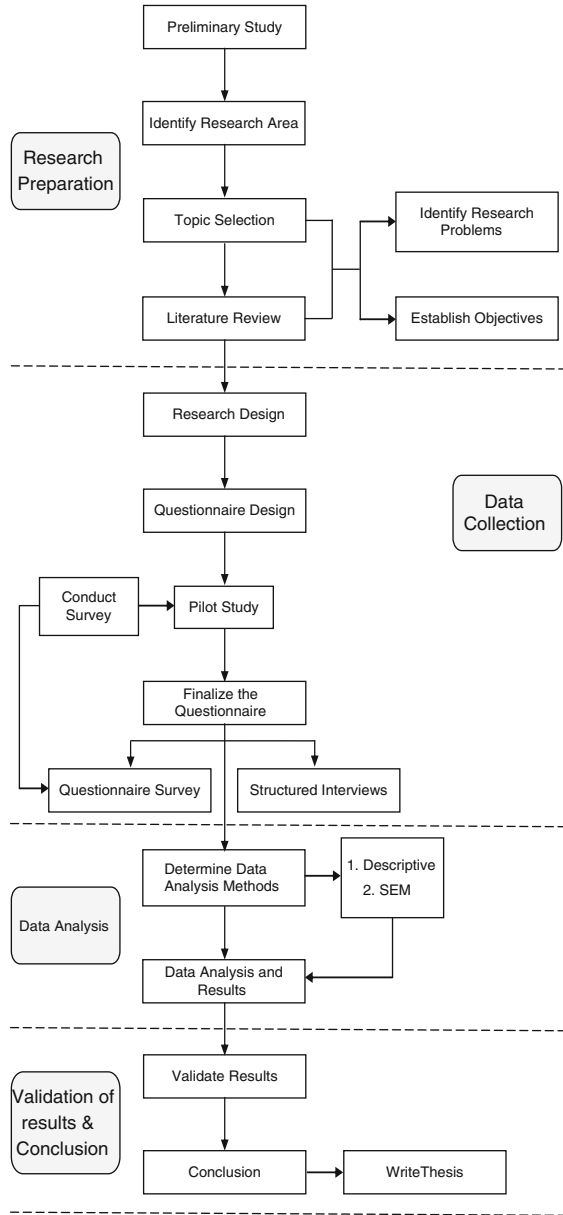 Preliminary Study
Identify Research Area
Research
Preparation
Topic Selection
Identify Research
Problems
Literature Review
Establish Objectives
Research Design
Questionnaire Design
Data
Collection
Conduct
Survey
Pilot Study
Finalize the
Questionnaire
Questionnaire Survey
Structured Interviews
Determine Data
Analysis Methods
1. Descriptive
2. SEM
Data Analysis
Data Analysis and
Results
Validate Results
Validation of
results &
Conclusion
Conclusion
WriteThesis